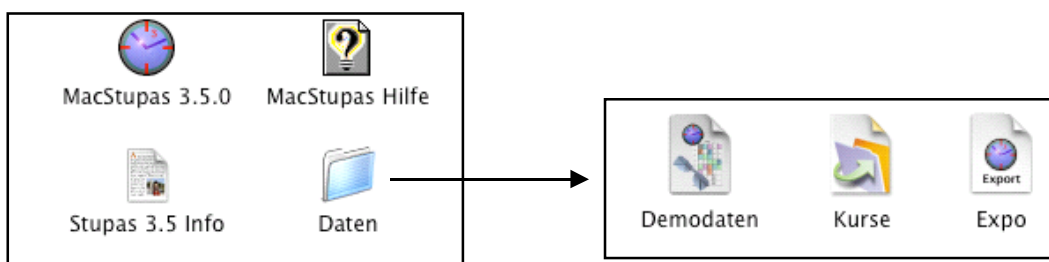 MacStupas 3.5.0 MacStupas Hilfe
Stupas 3.5 Info Daten
Export
Demodaten Kurse Expo